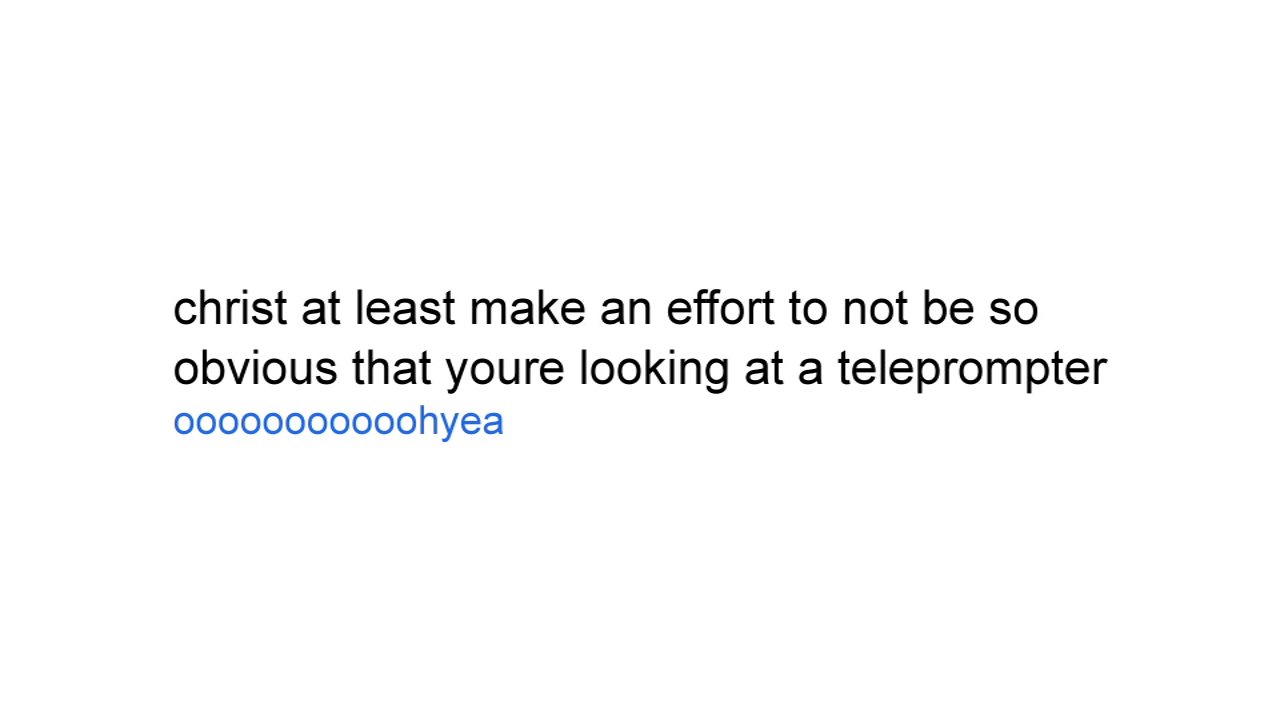 christ at least make an effort to not be so
obvious that youre looking at a teleprompter
ooooooooooohyea